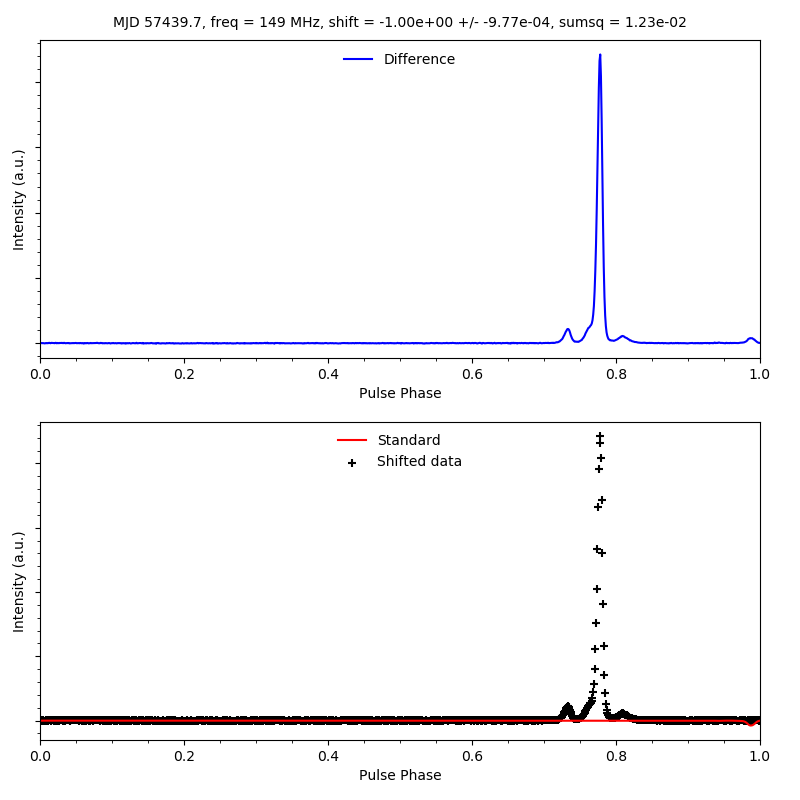 MJD 57439.7, freq = 149 MHz, shift = -1.00e+00 +/- -9.77e-04, sumsq = 1.23e-02
Difference
Intensity (a.u.)
0.0 0.2 0.4 0.6 0.8 1.0
Pulse Phase
Standard
Shifted data
Intensity (a.u.)
0.0 0.2 0.4 0.6 0.8 1.0
Pulse Phase